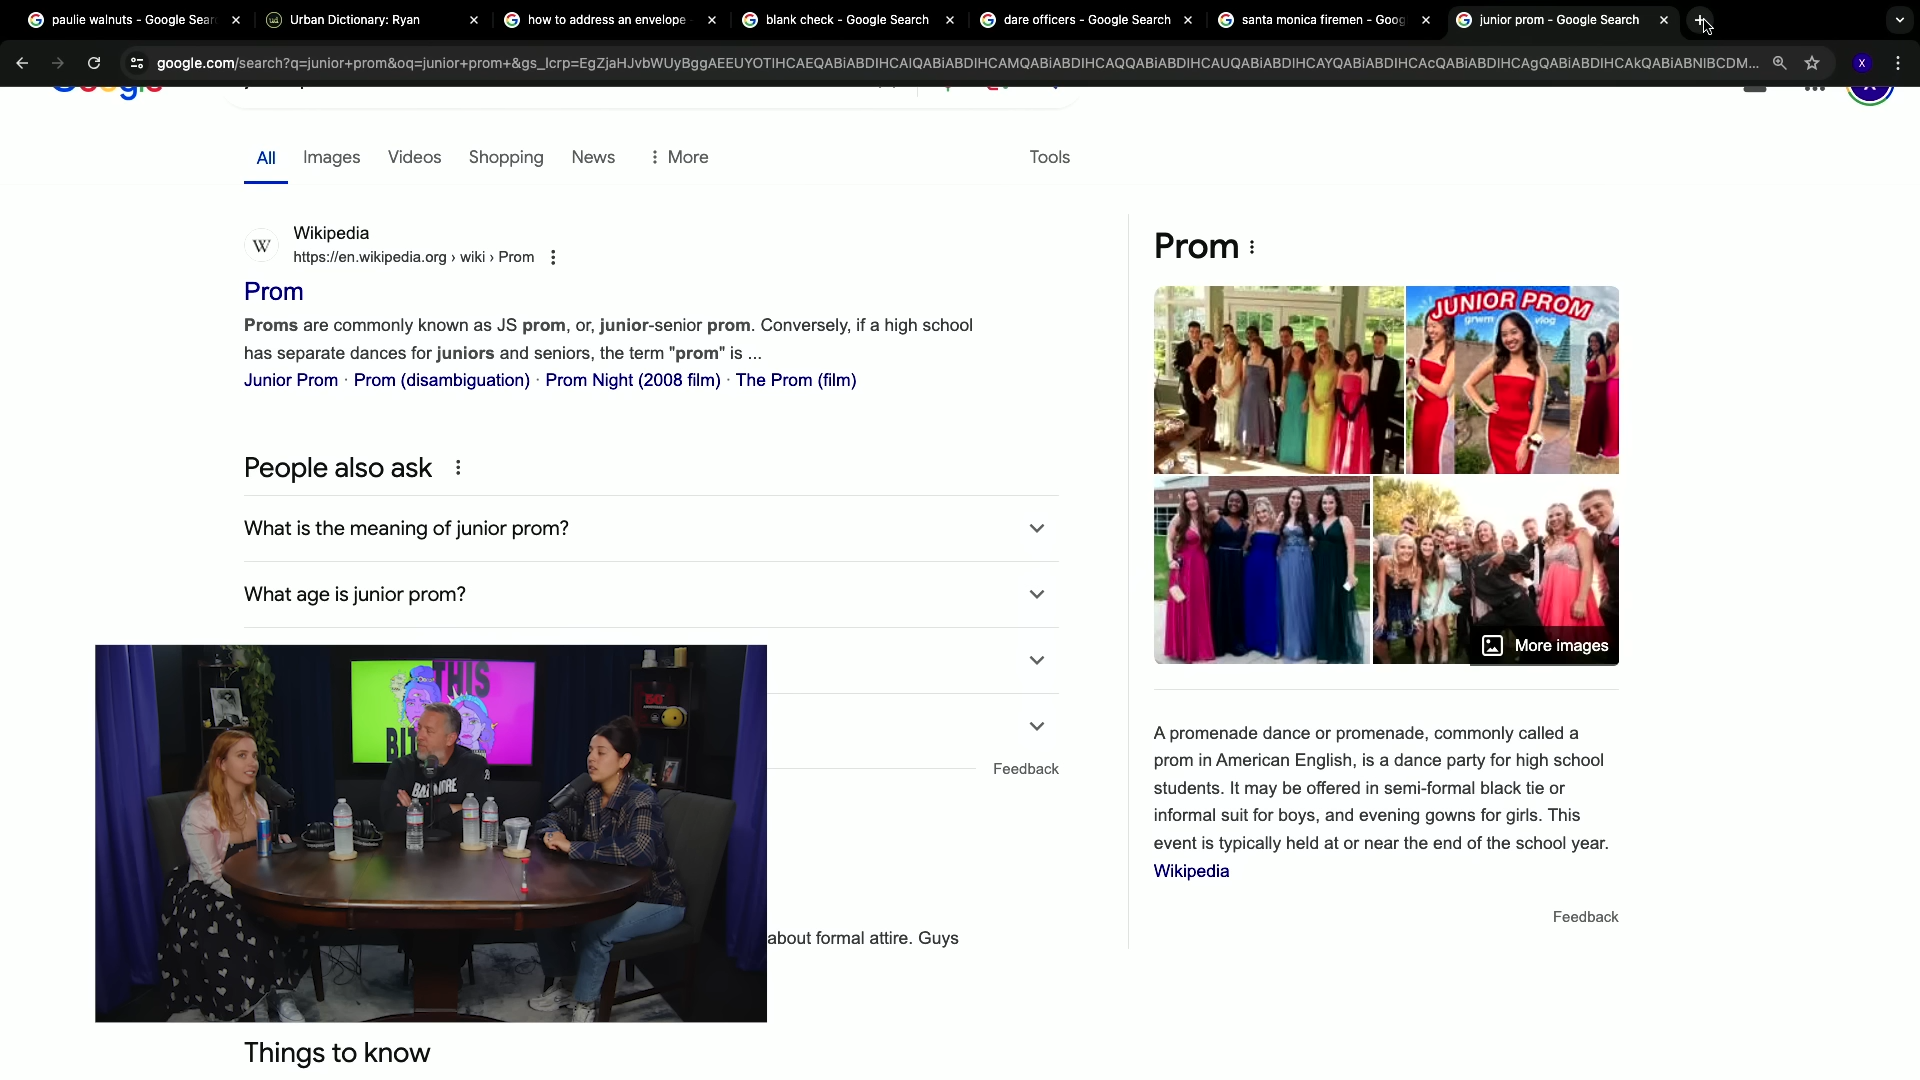 paulie walnuts - Google Sear
Urban Dictionary: Ryan
how to address an envelope
blank check - Google Search
dare officers - Google Search
santa monica firemen - Goog
junior prom - Google Search
google.com/search?q=junior+prom&oq=junior+prom+&gs_lcrp=EgZjaHJvbWUyBggAEEUYOTIHCAEQABiABDIHCAIQABiABDIHCAMQABiABDIHCAQQABiABDIHCAUQABiABDIHCAYQABiABDIHCAcQABiABDIHCAgQABiABDIHCAkQABiABNIBCDM...
X
All
Images
Videos
Shopping
News
More
Tools
W
Wikipedia
https://en.wikipedia.org › wiki › Prom
Prom
Proms are commonly known as JS prom, or, junior-senior prom. Conversely, if a high school
has separate dances for juniors and seniors, the term "prom" is ...
Junior Prom · Prom (disambiguation) · Prom Night (2008 film) · The Prom (film)
People also ask
What is the meaning of junior prom?
What age is junior prom?
Feedback
about formal attire. Guys
Things to know
Prom
JUNIOR PROM
grwm vlog
More images
A promenade dance or promenade, commonly called a
prom in American English, is a dance party for high school
students. It may be offered in semi-formal black tie or
informal suit for boys, and evening gowns for girls. This
event is typically held at or near the end of the school year.
Wikipedia
Feedback
THIS